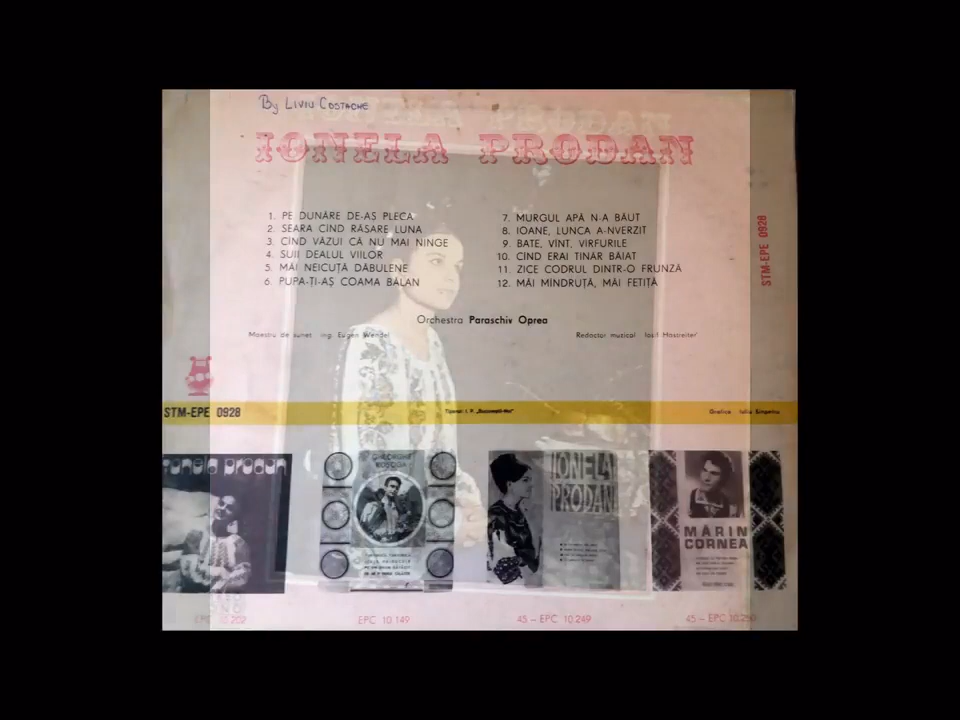 By LIVIU COSTACHE
IONELA PRODAN
1. PE DUNĂRE DE-AȘ PLECA
2. SEARA CÎND RĂSARE LUNA
3. CÎND VĂZUI CĂ NU MAI NINGE
4. SUII DEALUL VIILOR
5. MĂI NEICUȚĂ DĂBULENE
6. PUPA-ȚI-AȘ COAMA BĂLAN
7. MURGUL APĂ N-A BĂUT
8. IOANE, LUNCA A-NVERZIT
9. BATE, VÎNT, VÎRFURILE
10. CÎND ERAI TÎNĂR BĂIAT
11. ZICE CODRUL DINTR-O FRUNZĂ
12. MĂI MÎNDRUȚĂ, MĂI FETIȚĂ
STM-EPE 0928
Orchestra Paraschiv Oprea
Maestru de sunet ing. Eugen Wendel
Redactor muzical
STM-EPE 0928
Grafica
ionela prodan
GHEORGHE
ROȘOGA
IONELA
PRODAN
MARIN
CORNEA
EPC 10.149
45 – EPC 10.249
45 – EPC